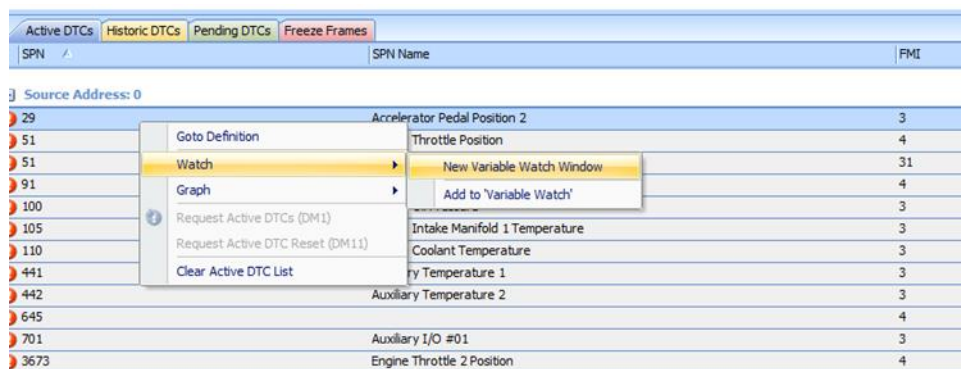 Active DTCs Historic DTCs Pending DTCs Freeze Frames
SPN SPN Name FMI
Source Address: 0
29 Accelerator Pedal Position 2 3
51 Throttle Position 4
51 31
91 4
100 3
105 Intake Manifold 1 Temperature 3
110 Coolant Temperature 3
441 ry Temperature 1 3
442 Auxiliary Temperature 2 3
645 4
701 Auxiliary I/O #01 3
3673 Engine Throttle 2 Position 4
Goto Definition
Watch
Graph
Request Active DTCs (DM1)
Request Active DTC Reset (DM11)
Clear Active DTC List
New Variable Watch Window
Add to 'Variable Watch'